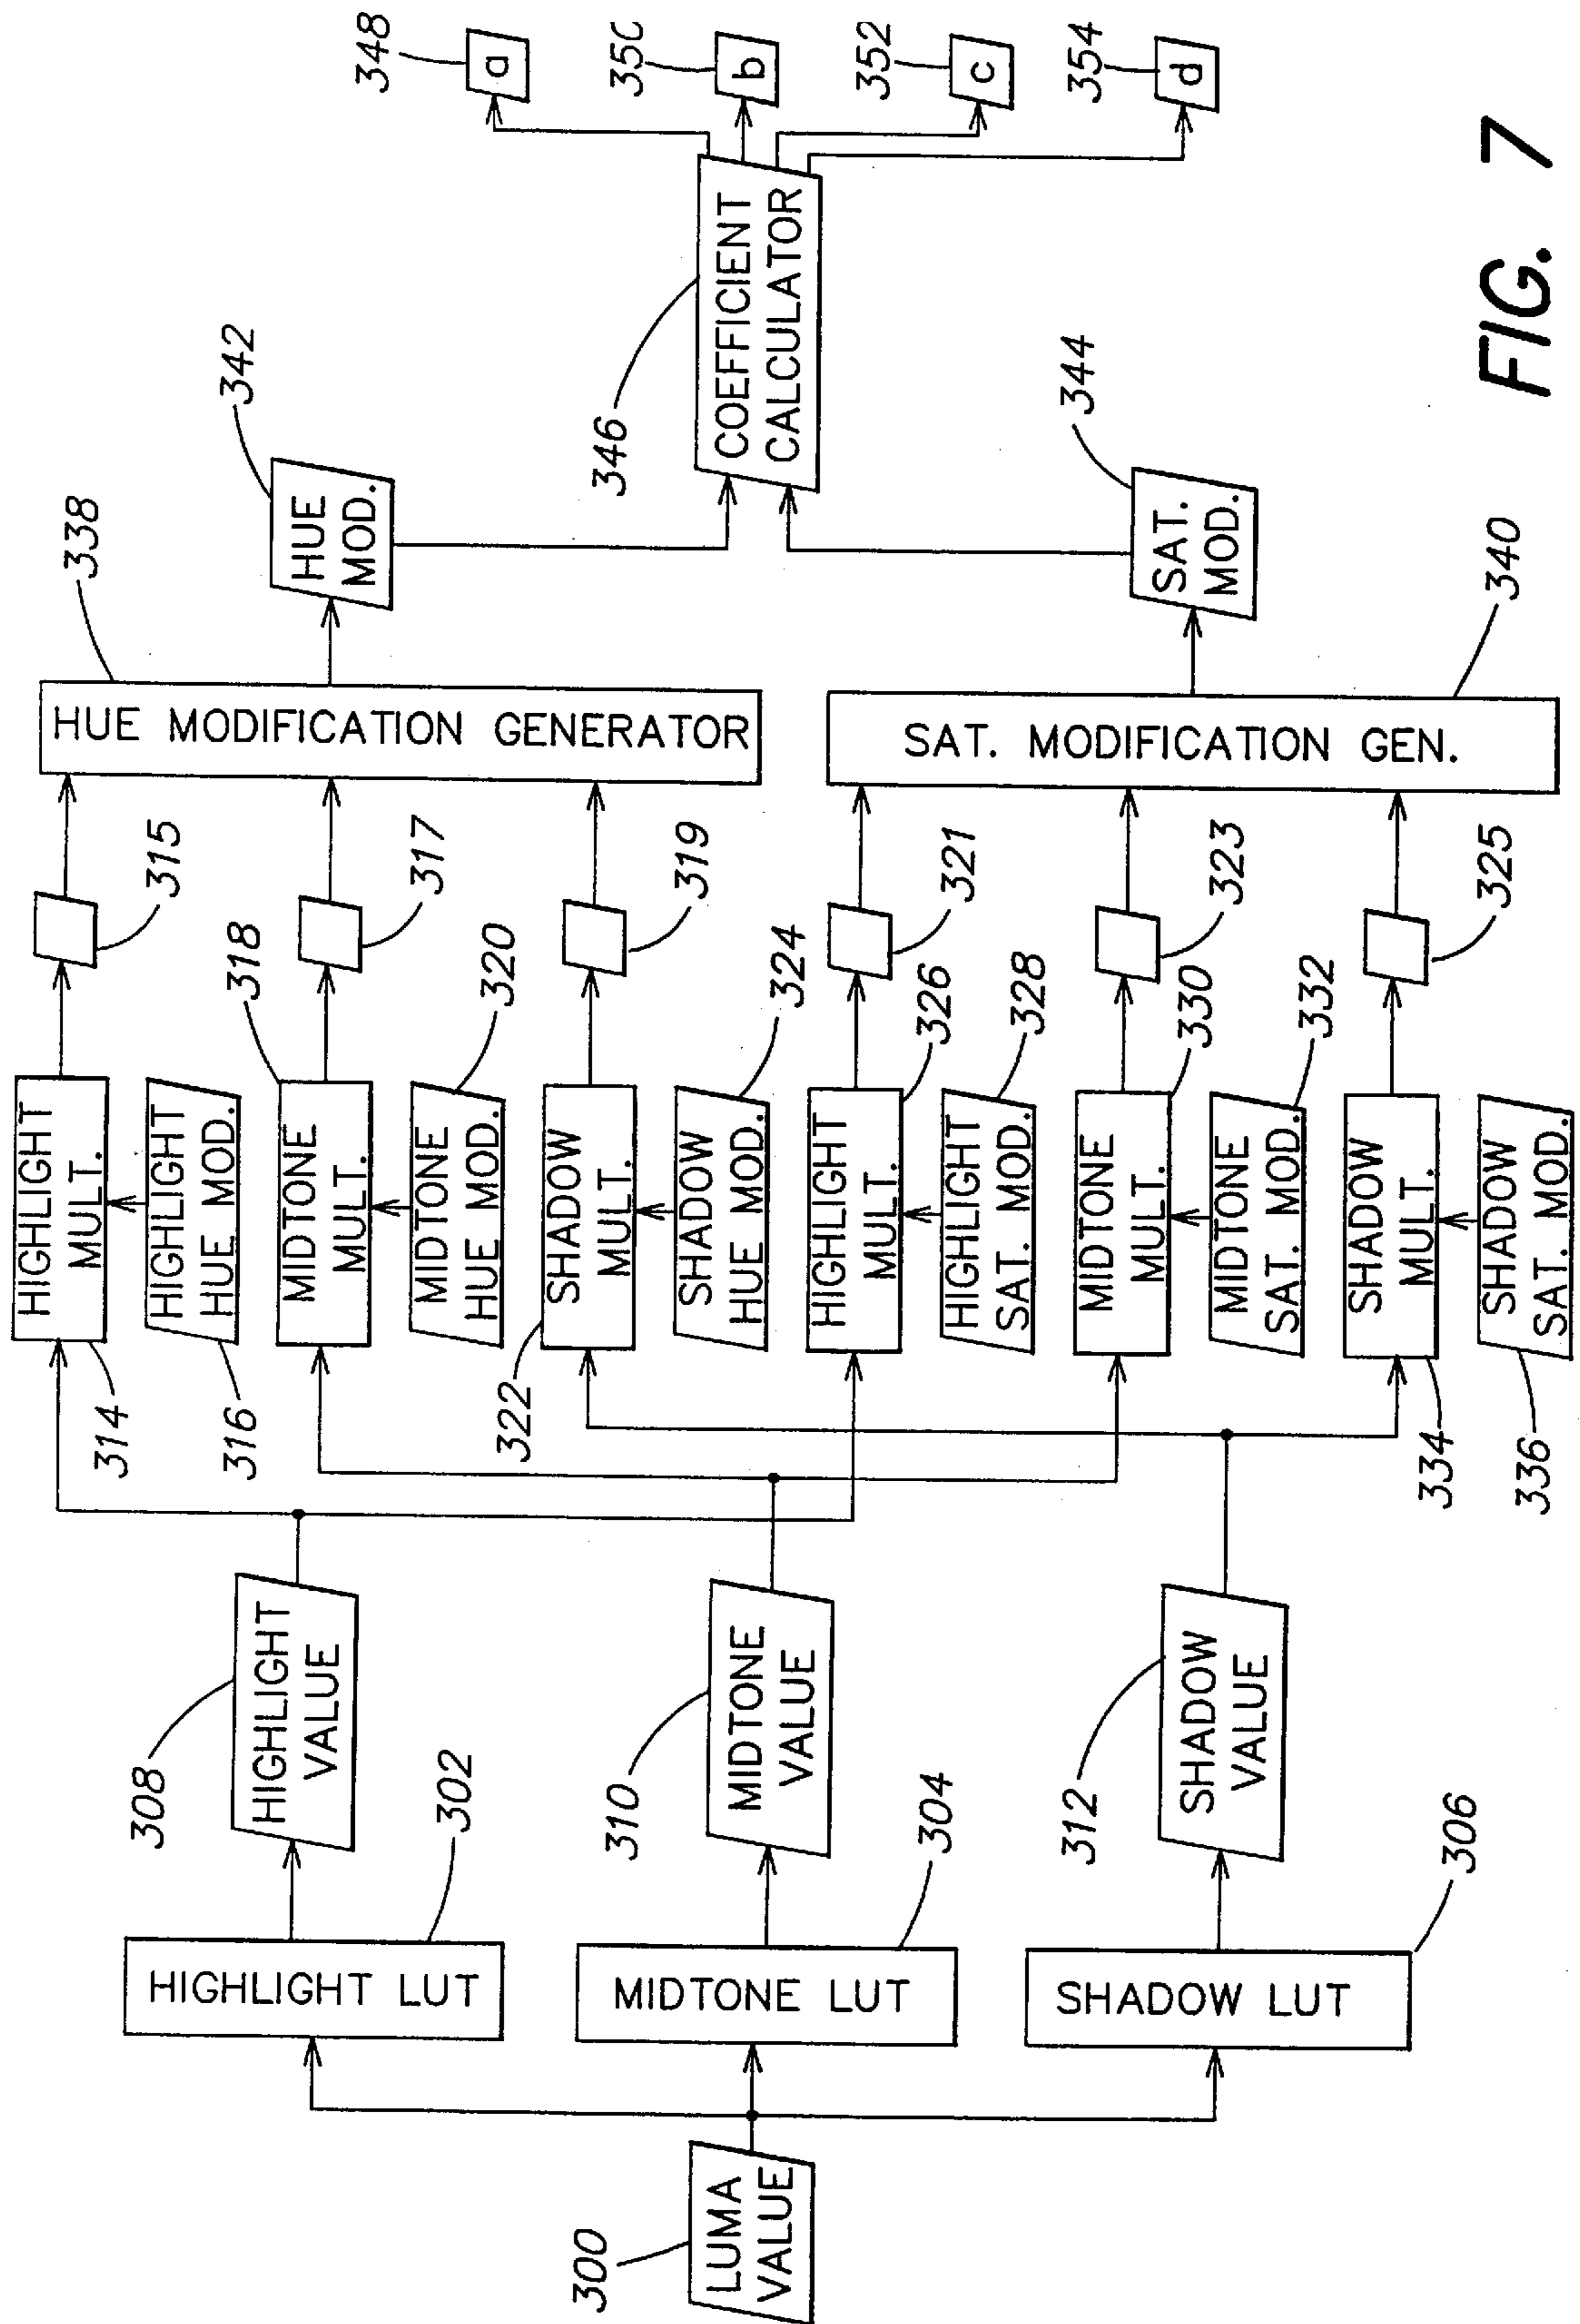 300
LUMA
VALUE
HIGHLIGHT LUT
302
MIDTONE LUT
304
SHADOW LUT
306
308
HIGHLIGHT
VALUE
310
MIDTONE
VALUE
312
SHADOW
VALUE
314
HIGHLIGHT
MULT.
316
HIGHLIGHT
HUE MOD.
315
318
MIDTONE
MULT.
317
MIDTONE
HUE MOD.
320
322
SHADOW
MULT.
319
SHADOW
HUE MOD.
324
HIGHLIGHT
MULT.
326
321
HIGHLIGHT
SAT. MOD.
328
MIDTONE
MULT.
330
323
MIDTONE
SAT. MOD.
332
334
SHADOW
MULT.
325
336
SHADOW
SAT. MOD.
338
HUE MODIFICATION GENERATOR
SAT. MODIFICATION GEN.
340
342
HUE
MOD.
344
SAT.
MOD.
346
COEFFICIENT
CALCULATOR
348
a
350
b
352
c
354
d
FIG. 7